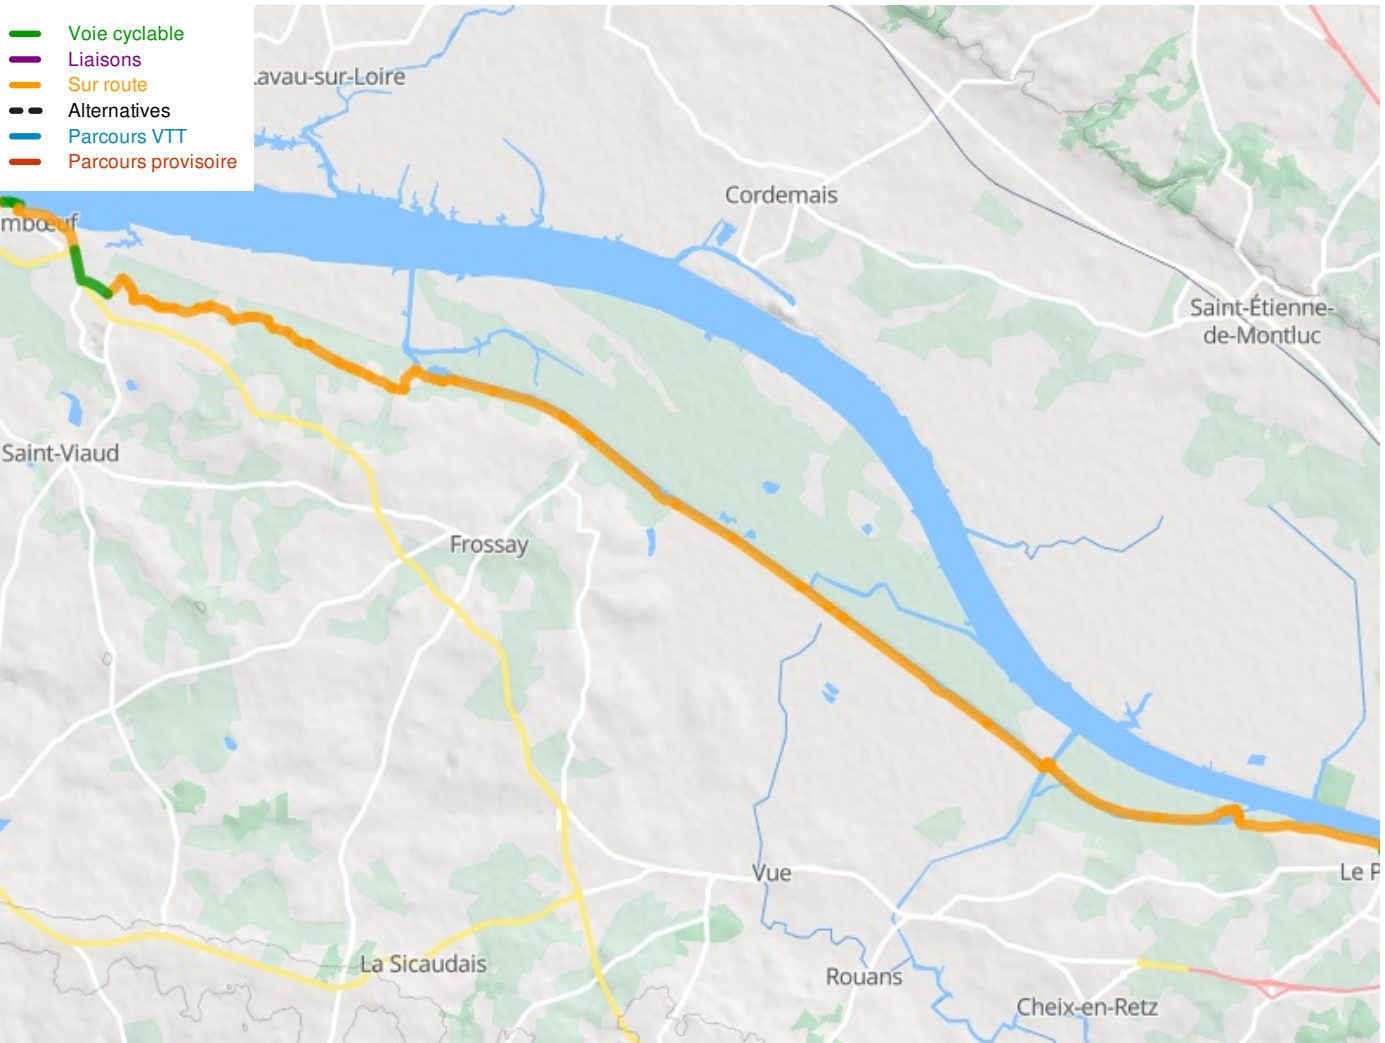 Voie cyclable
Liaisons
Sur route
Alternatives
Parcours VTT
Parcours provisoire
avau-sur-Loire
Cordemais
mbœuf
Saint-Étienne-
de-Montluc
Saint-Viaud
Frossay
Vue
Le P
La Sicaudais
Rouans
Cheix-en-Retz